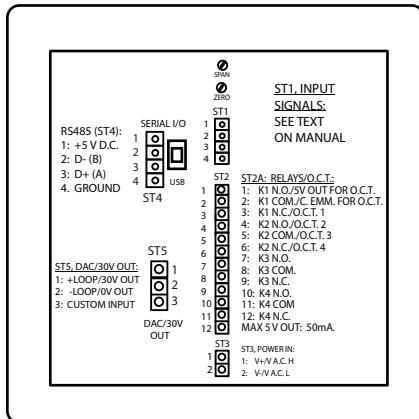 SPAN
ZERO
ST1, INPUT
SIGNALS:
SEE TEXT
ON MANUAL
ST1
1
2
3
4
SERIAL I/O
RS485 (ST4):
1: +5 V D.C.
2: D- (B)
3: D+ (A)
4. GROUND
1
2
3
4
USB
ST4
ST2
1
2
3
4
5
6
7
8
9
10
11
12
ST2A: RELAYS/O.C.T.:
1: K1 N.O./5V OUT FOR O.C.T.
2: K1 COM./C. EMM. FOR O.C.T.
3: K1 N.C./O.C.T. 1
4: K2 N.O./O.C.T. 2
5: K2 COM./O.C.T. 3
6: K2 N.C./O.C.T. 4
7: K3 N.O.
8: K3 COM.
9: K3 N.C.
10: K4 N.O.
11: K4 COM
12: K4 N.C.
MAX 5 V OUT: 50mA.
ST5
ST5, DAC/30V OUT:
1: +LOOP/30V OUT
2: -LOOP/0V OUT
3: CUSTOM INPUT
1
2
3
DAC/30V
OUT
ST3
1
2
ST3, POWER IN:
1: V+/V A.C. H
2: V-/V A.C. L